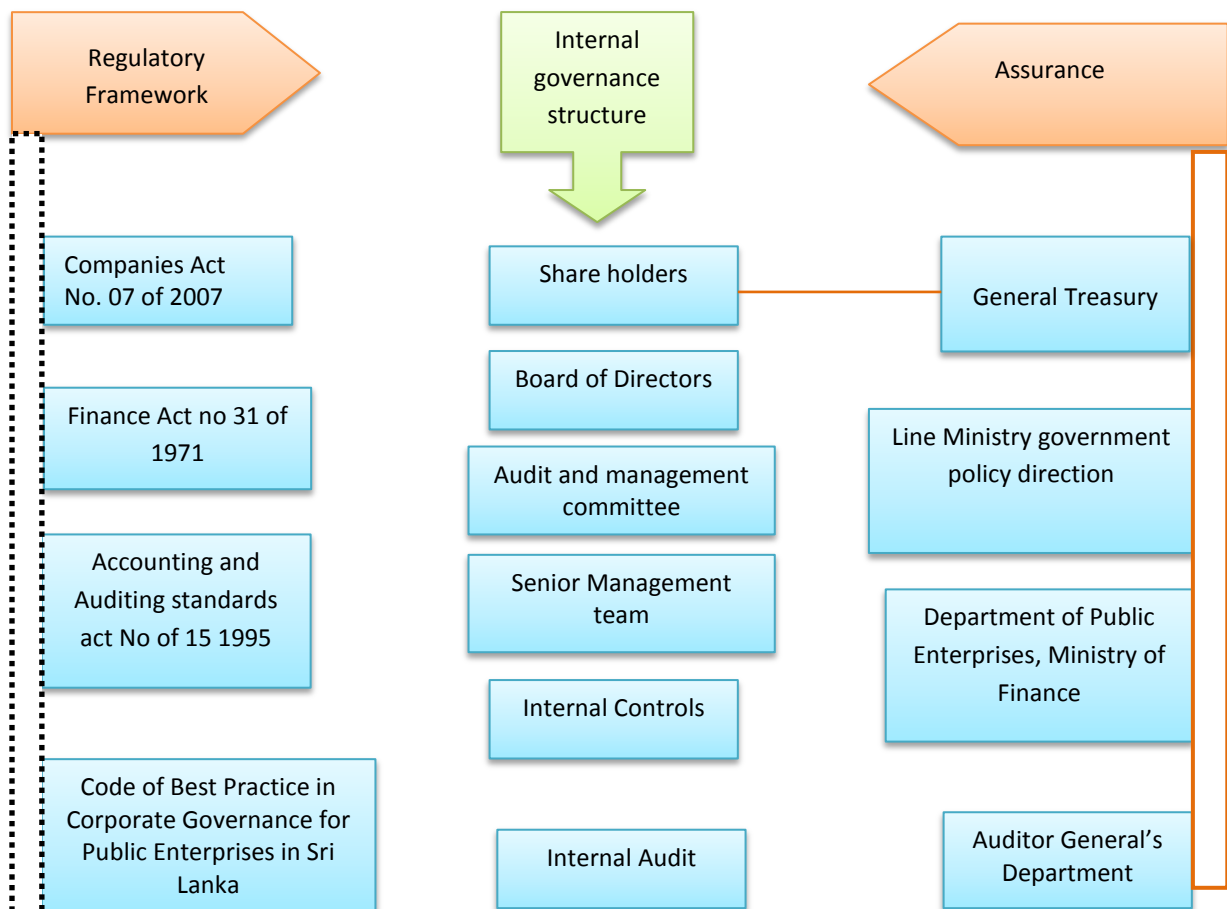 Regulatory
Framework
Internal
governance
structure
Assurance
Companies Act
No. 07 of 2007
Share holders
General Treasury
Board of Directors
Finance Act no 31 of
1971
Line Ministry government
policy direction
Audit and management
committee
Accounting and
Auditing standards
act No of 15 1995
Senior Management
team
Department of Public
Enterprises, Ministry of
Finance
Internal Controls
Code of Best Practice in
Corporate Governance for
Public Enterprises in Sri
Lanka
Internal Audit
Auditor General’s
Department